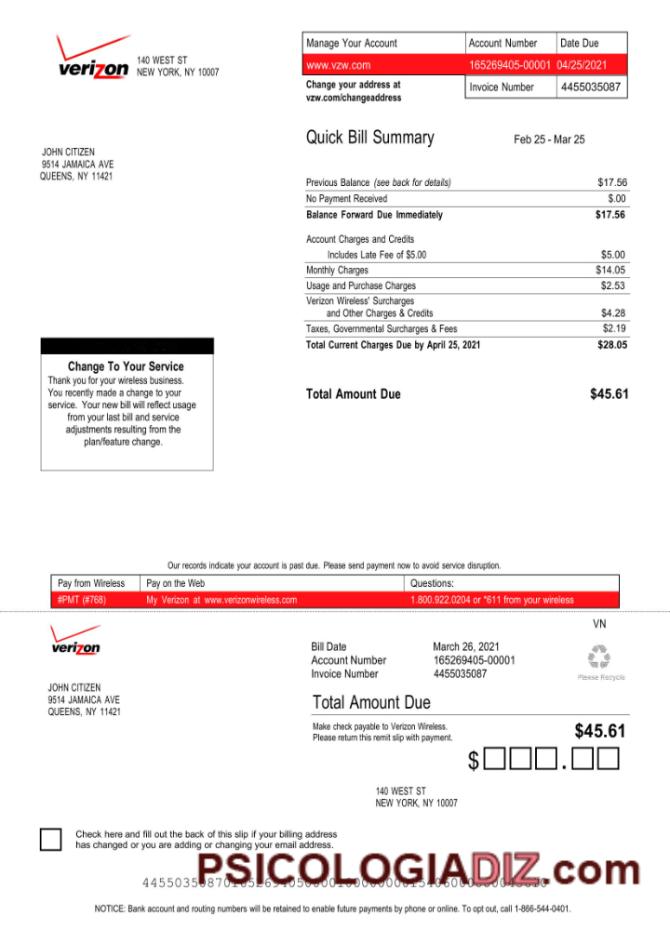 verizon
140 WEST ST
NEW YORK, NY 10007
Manage Your Account Account Number Date Due
www.vzw.com 165269405-00001 04/25/2021
Change your address at
vzw.com/changeaddress
Invoice Number 4455035087
JOHN CITIZEN
9514 JAMAICA AVE
QUEENS, NY 11421
Quick Bill Summary Feb 25 - Mar 25
Previous Balance (see back for details) $17.56
No Payment Received $.00
Balance Forward Due Immediately $17.56
Account Charges and Credits
Includes Late Fee of $5.00 $5.00
Monthly Charges $14.05
Usage and Purchase Charges $2.53
Verizon Wireless' Surcharges
and Other Charges & Credits $4.28
Taxes, Governmental Surcharges & Fees $2.19
Total Current Charges Due by April 25, 2021 $28.05
Total Amount Due $45.61
Change To Your Service
Thank you for your wireless business.
You recently made a change to your
service. Your new bill will reflect usage
from your last bill and service
adjustments resulting from the
plan/feature change.
Our records indicate your account is past due. Please send payment now to avoid service disruption.
Pay from Wireless Pay on the Web Questions:
#PMT (#768) My Verizon at www.verizonwireless.com 1.800.922.0204 or *611 from your wireless
verizon
VN
Please Recycle
Bill Date March 26, 2021
Account Number 165269405-00001
Invoice Number 4455035087
JOHN CITIZEN
9514 JAMAICA AVE
QUEENS, NY 11421
Total Amount Due
Make check payable to Verizon Wireless.
Please return this remit slip with payment.
$45.61
$ .
140 WEST ST
NEW YORK, NY 10007
Check here and fill out the back of this slip if your billing address
has changed or you are adding or changing your email address.
PSICOLOGIADIZ.com
NOTICE: Bank account and routing numbers will be retained to enable future payments by phone or online. To opt out, call 1-866-544-0401.